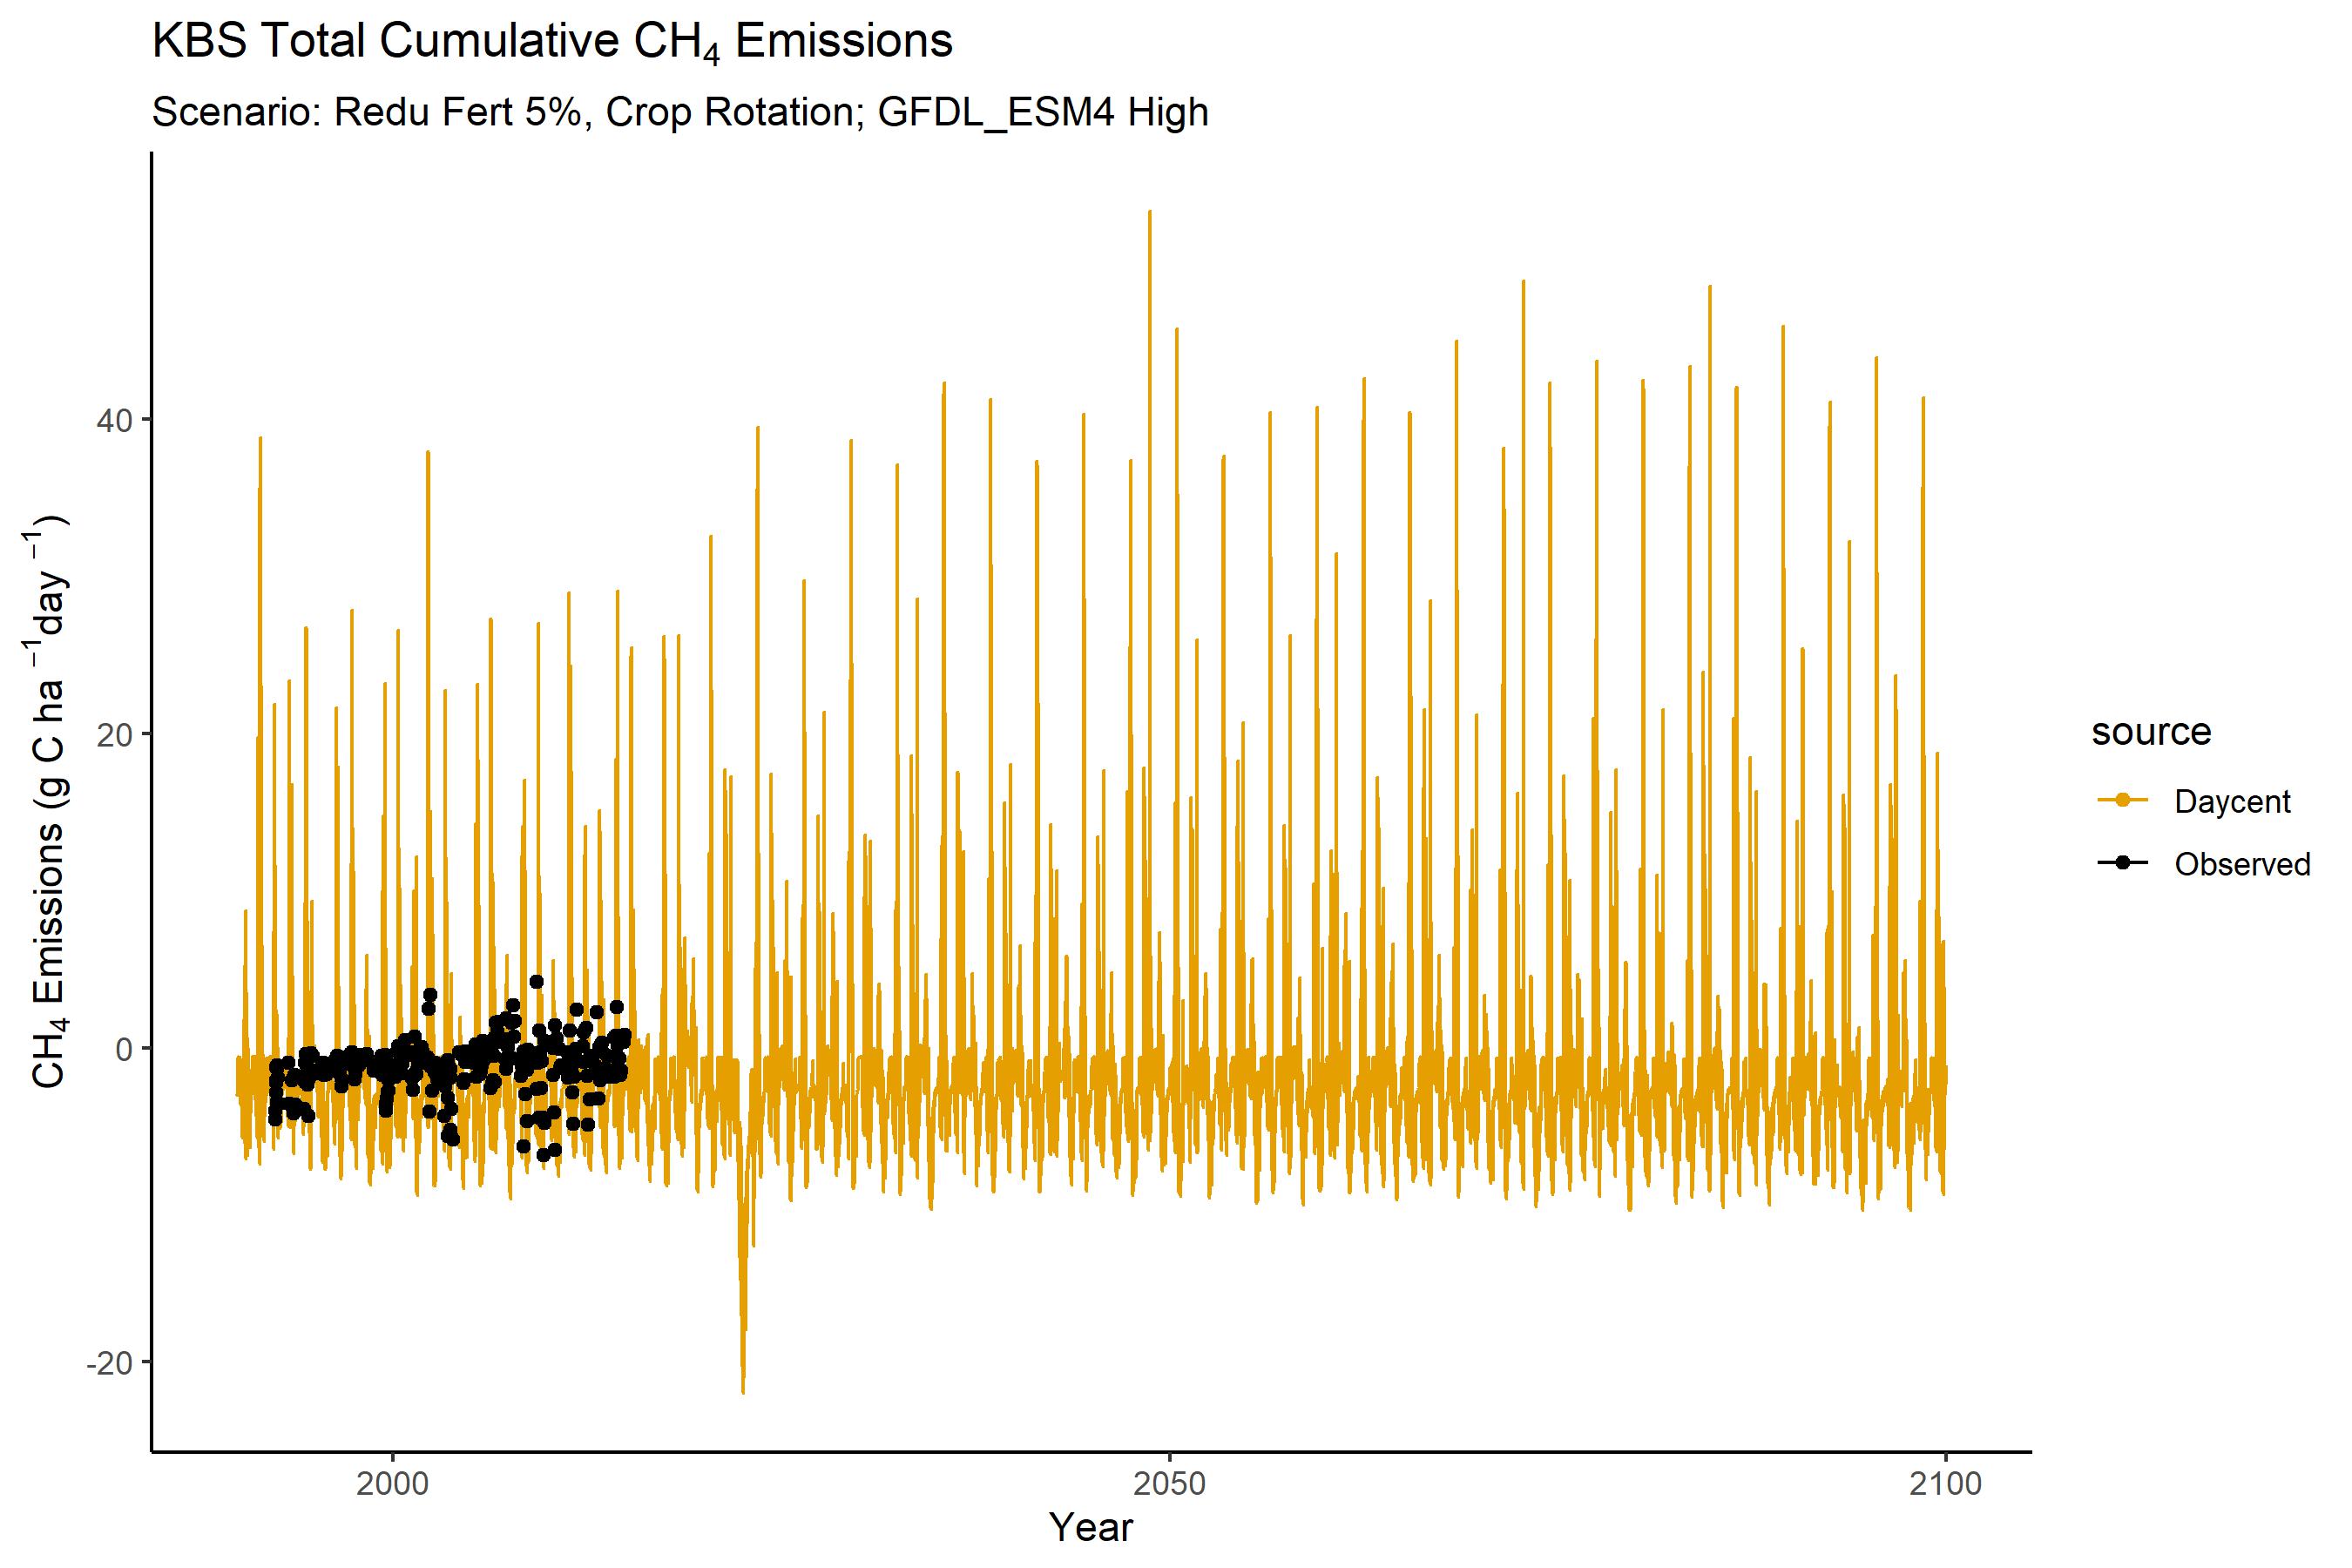 KBS Total Cumulative CH₄ Emissions
Scenario: Redu Fert 5%, Crop Rotation; GFDL_ESM4 High
CH₄ Emissions (g C ha ⁻¹day ⁻¹)
40
20
0
-20
2000
2050
2100
Year
source
Daycent
Observed